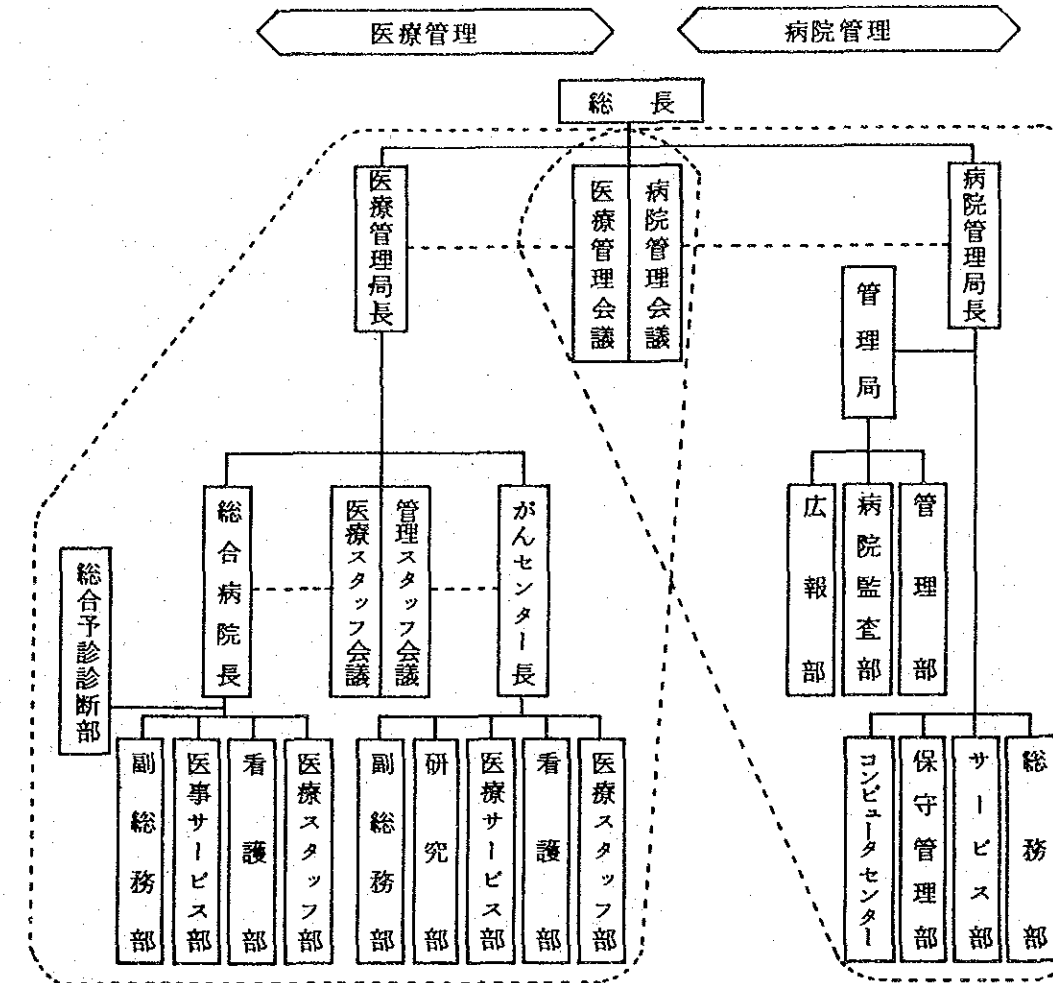 医療管理
病院管理
総長
医療管理局長
医療管理会議
病院管理会議
病院管理局長
管理局
広報部
病院監査部
管理部
総合病院長
医療スタッフ会議
管理スタッフ会議
がんセンター長
総合予診診断部
副総務部
医事サービス部
看護部
医療スタッフ部
副総務部
研究部
医療サービス部
看護部
医療スタッフ部
コンピュータセンター
保守管理部
サービス部
総務部